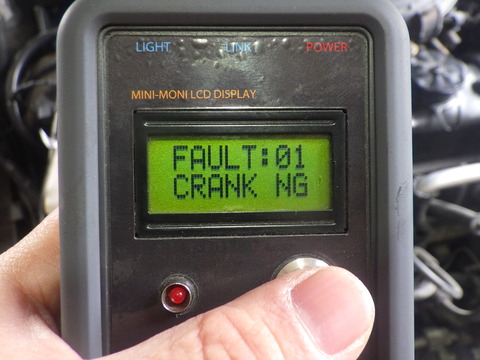 LIGHT LINK POWER
MINI-MONI LCD DISPLAY
FAULT:01
CRANK NG